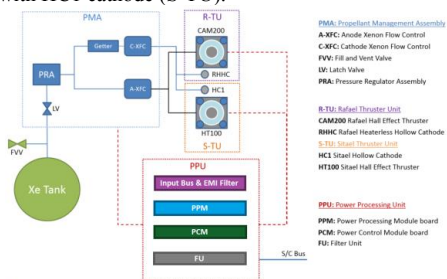 with HC1 cathode (S-TU).
PMA
R-TU
CAM200
Getter
C-XFC
PRA
A-XFC
RHHC
HC1
LV
HT100
S-TU
FVV
Xe Tank
PPU
Input Bus & EMI Filter
PPM
PCM
FU
S/C Bus
PMA: Propellant Management Assembly
A-XFC: Anode Xenon Flow Control
C-XFC: Cathode Xenon Flow Control
FVV: Fill and Vent Valve
LV: Latch Valve
PRA: Pressure Regulator Assembly
R-TU: Rafael Thruster Unit
CAM200 Rafael Hall Effect Thruster
RHHC Rafael Heaterless Hollow Cathode
S-TU: Sitael Thruster Unit
HC1 Sitael Hollow Cathode
HT100 Sitael Hall Effect Thruster
PPU: Power Processing Unit
PPM: Power Processing Module board
PCM: Power Control Module board
FU: Filter Unit